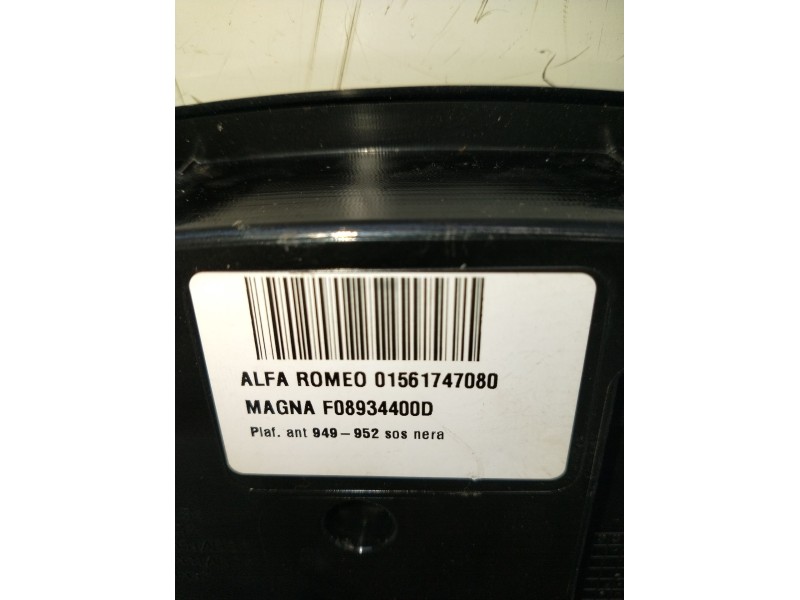 ALFA ROMEO 01561747080
MAGNA F08934400D
Plaf. ant 949-952 sos nera